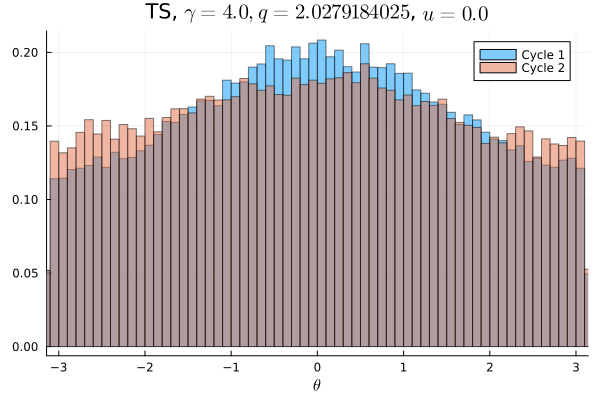 TS, γ = 4.0, q = 2.0279184025, u = 0.0
Cycle 1
Cycle 2
0.20
0.15
0.10
0.05
0.00
−3 −2 −1 0 1 2 3
θ